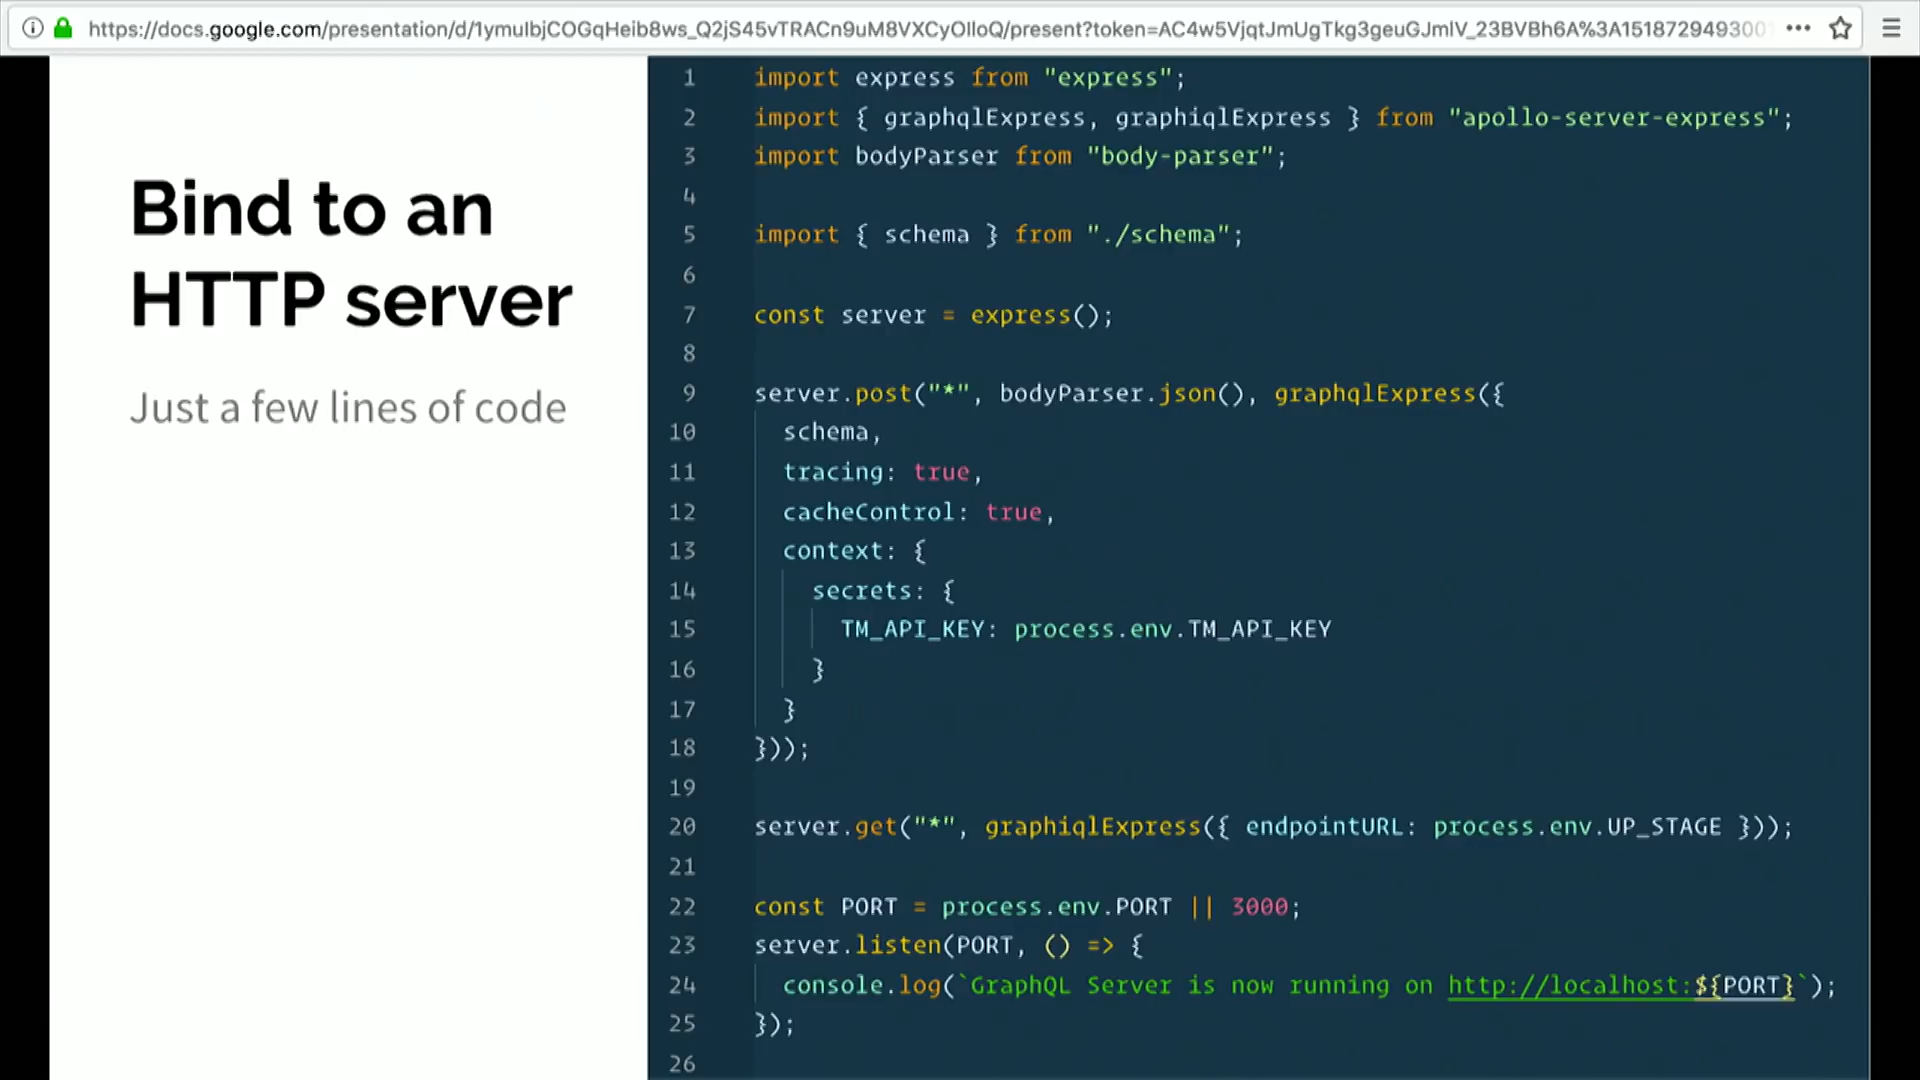 https://docs.google.com/presentation/d/1ymuIbjCOGqHeib8ws_Q2jS45vTRACn9uM8VXCyOIloQ/present?token=AC4w5VjqtJmUgTkg3geuGJmlV_23BVBh6A%3A1518729493001
Bind to an
HTTP server
Just a few lines of code
1 import express from "express";
2 import { graphqlExpress, graphiqlExpress } from "apollo-server-express";
3 import bodyParser from "body-parser";
4
5 import { schema } from "./schema";
6
7 const server = express();
8
9 server.post("*", bodyParser.json(), graphqlExpress({
10 schema,
11 tracing: true,
12 cacheControl: true,
13 context: {
14 secrets: {
15 TM_API_KEY: process.env.TM_API_KEY
16 }
17 }
18 }));
19
20 server.get("*", graphiqlExpress({ endpointURL: process.env.UP_STAGE }));
21
22 const PORT = process.env.PORT || 3000;
23 server.listen(PORT, () => {
24 console.log(`GraphQL Server is now running on http://localhost:${PORT}`);
25 });
26